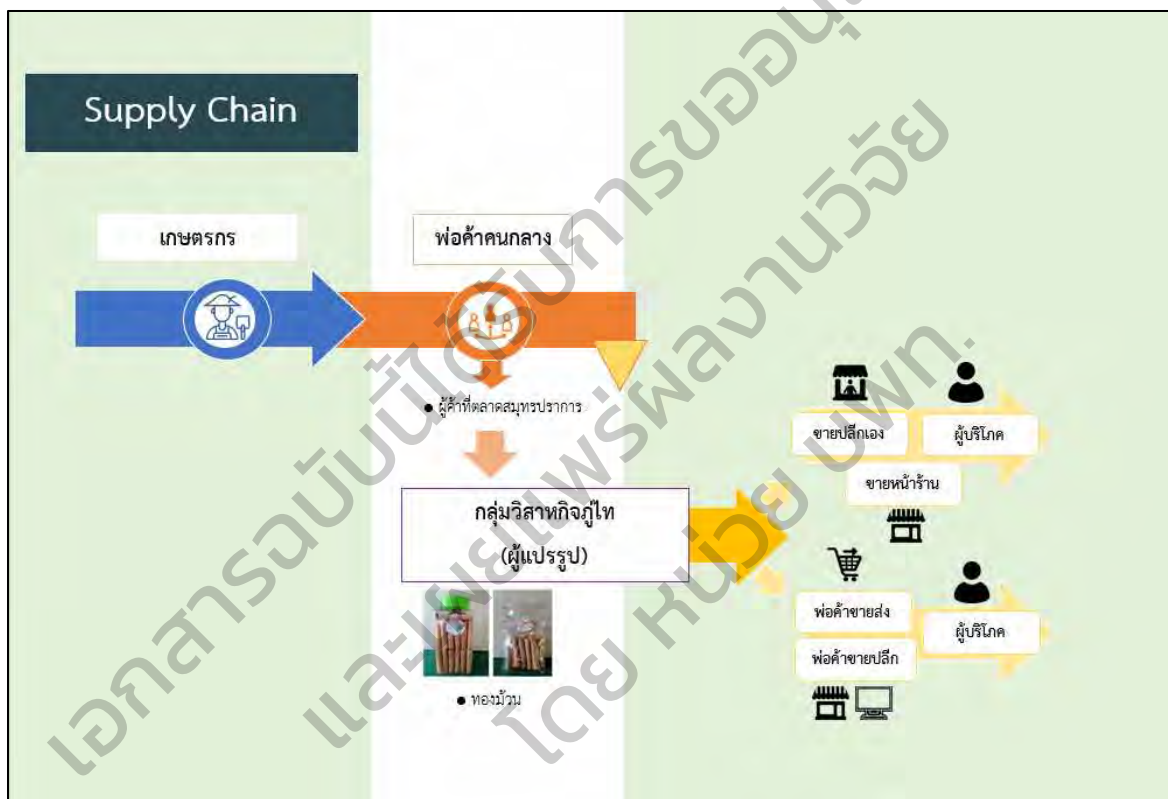 Supply Chain
เกษตรกร
พ่อค้าคนกลาง
● ผู้ค้าที่ตลาดสมุทรปราการ
กลุ่มวิสาหกิจภูไท
(ผู้แปรรูป)
● ทองม้วน
ขายปลีกเอง
ผู้บริโภค
ขายหน้าร้าน
พ่อค้าขายส่ง
พ่อค้าขายปลีก
ผู้บริโภค
เอกสารฉบับนี้ได้รับการขออนุ
และเผยแพร่ผลงานวิจัย
โดย หน่วย บพท.